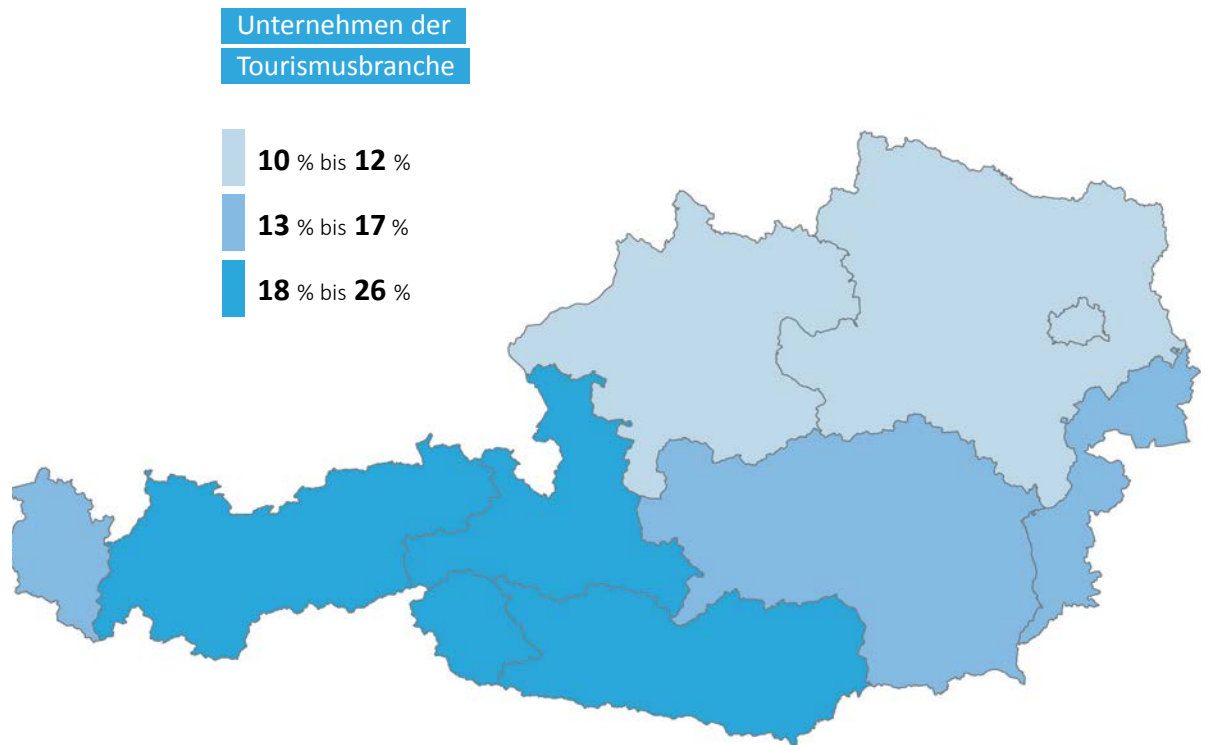 Unternehmen der
Tourismusbranche
10 % bis 12 %
13 % bis 17 %
18 % bis 26 %